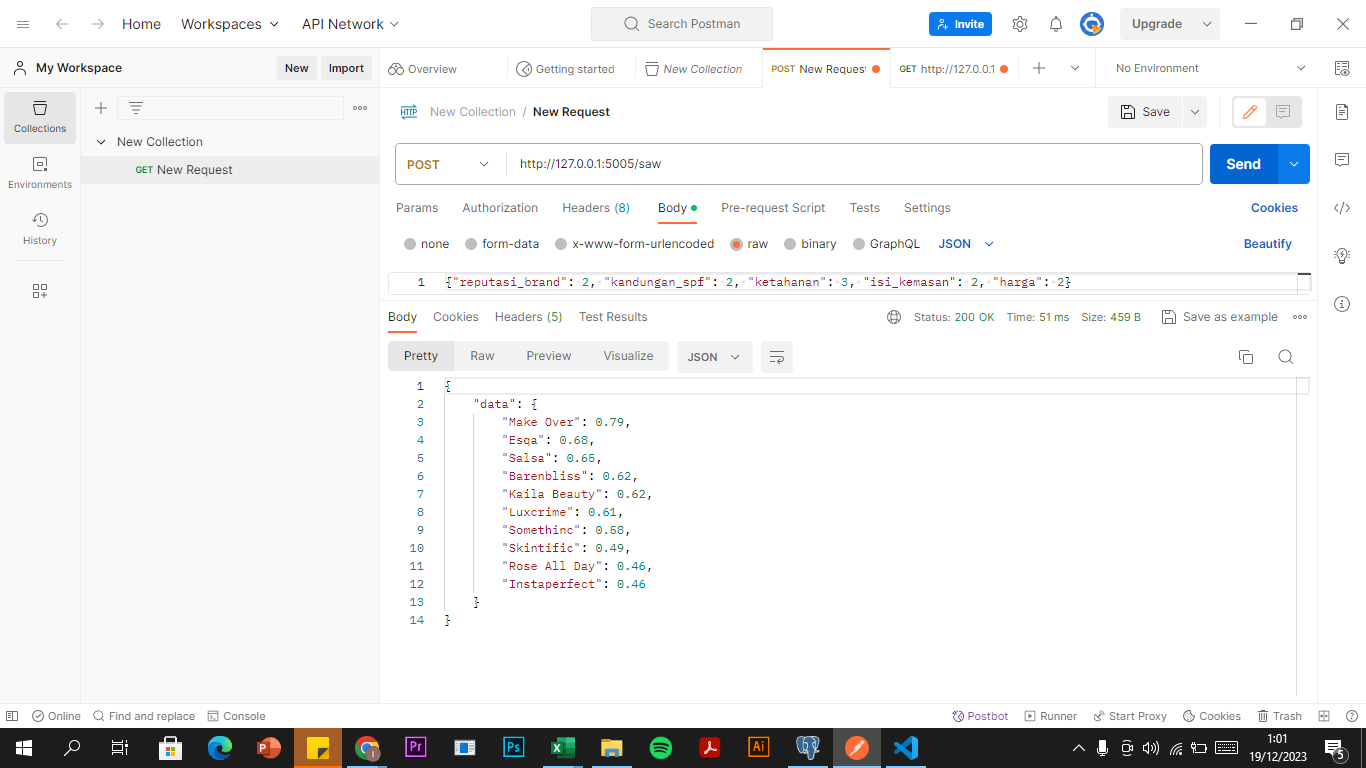 Home Workspaces API Network Search Postman Invite Upgrade
My Workspace New Import Overview Getting started New Collection POST New Request GET http://127.0.0.1 No Environment
Collections
Environments
History
New Collection
GET New Request
HTTP New Collection / New Request Save
POST http://127.0.0.1:5005/saw Send
Params Authorization Headers (8) Body Pre-request Script Tests Settings Cookies
none form-data x-www-form-urlencoded raw binary GraphQL JSON Beautify
1 {"reputasi_brand": 2, "kandungan_spf": 2, "ketahanan": 3, "isi_kemasan": 2, "harga": 2}
Body Cookies Headers (5) Test Results Status: 200 OK Time: 51 ms Size: 459 B Save as example
Pretty Raw Preview Visualize JSON
1 {
2 "data": {
3 "Make Over": 0.79,
4 "Esqa": 0.68,
5 "Salsa": 0.65,
6 "Barenbliss": 0.62,
7 "Kaila Beauty": 0.62,
8 "Luxcrime": 0.61,
9 "Somethinc": 0.58,
10 "Skintific": 0.49,
11 "Rose All Day": 0.46,
12 "Instaperfect": 0.46
13 }
14 }
Online Find and replace Console Postbot Runner Start Proxy Cookies Trash
Pr Ps Ai
1:01
19/12/2023
5